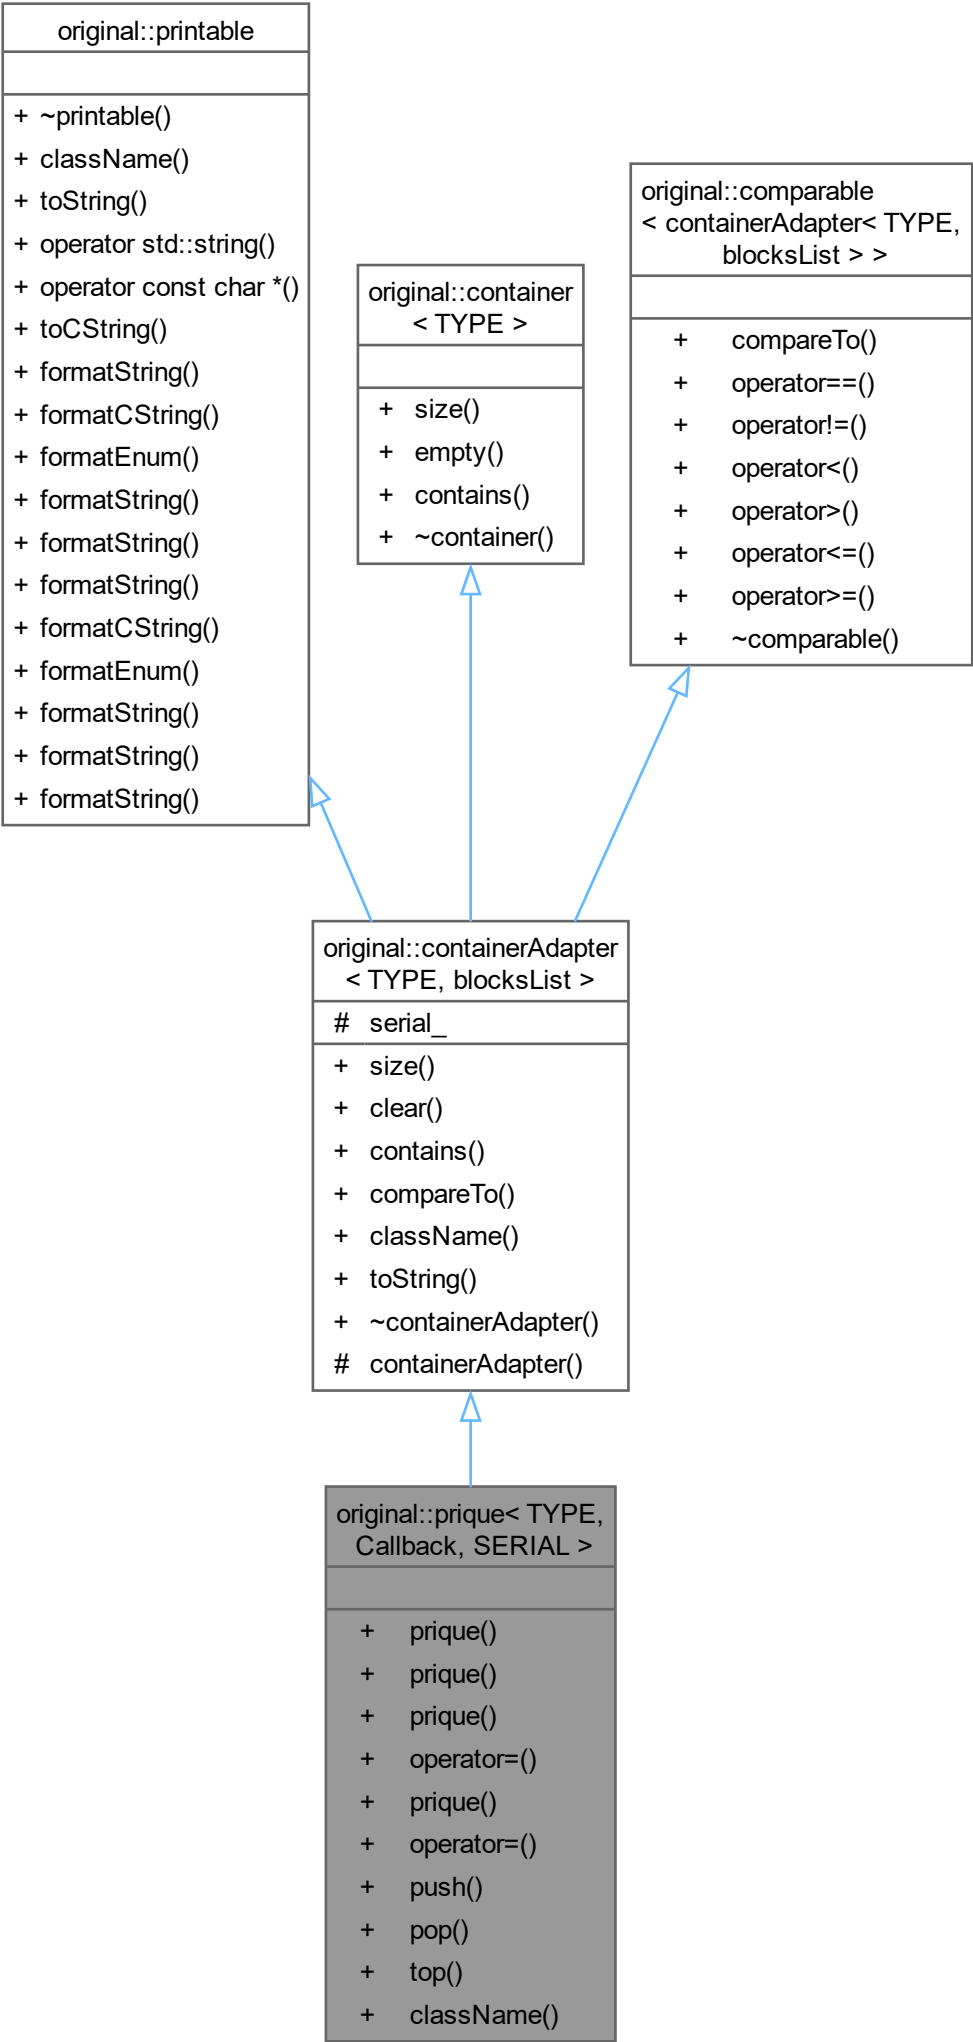 original::printable
+ ~printable()
+ className()
+ toString()
+ operator std::string()
+ operator const char *()
+ toCString()
+ formatString()
+ formatCString()
+ formatEnum()
+ formatString()
+ formatString()
+ formatString()
+ formatCString()
+ formatEnum()
+ formatString()
+ formatString()
+ formatString()
original::container
< TYPE >
+ size()
+ empty()
+ contains()
+ ~container()
original::comparable
< containerAdapter< TYPE,
blocksList > >
+ compareTo()
+ operator==()
+ operator!=()
+ operator<()
+ operator>()
+ operator<=()
+ operator>=()
+ ~comparable()
original::containerAdapter
< TYPE, blocksList >
# serial_
+ size()
+ clear()
+ contains()
+ compareTo()
+ className()
+ toString()
+ ~containerAdapter()
# containerAdapter()
original::prique< TYPE,
Callback, SERIAL >
+ prique()
+ prique()
+ prique()
+ operator=()
+ prique()
+ operator=()
+ push()
+ pop()
+ top()
+ className()